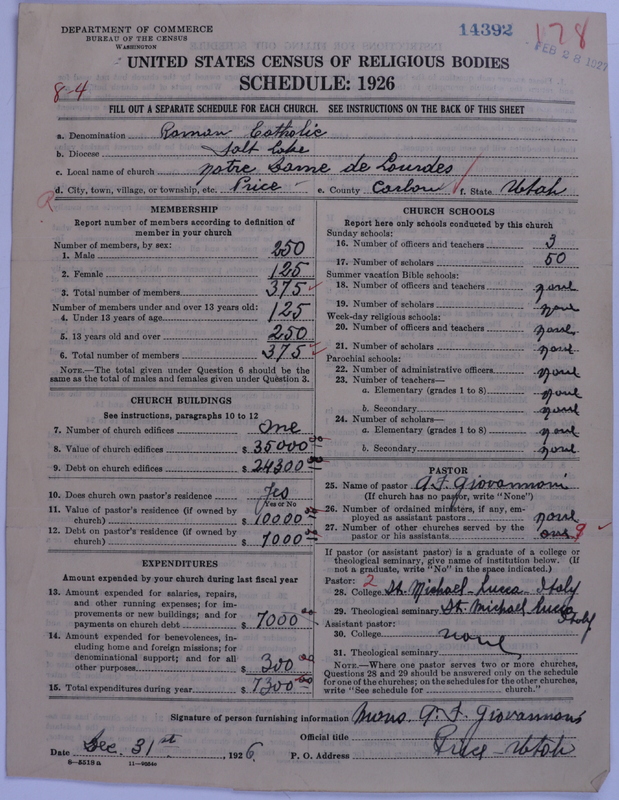 DEPARTMENT OF COMMERCE
BUREAU OF THE CENSUS
WASHINGTON
14392
178
FEB 28 1927
UNITED STATES CENSUS OF RELIGIOUS BODIES
SCHEDULE: 1926
8-4
FILL OUT A SEPARATE SCHEDULE FOR EACH CHURCH. SEE INSTRUCTIONS ON THE BACK OF THIS SHEET
a. Denomination Roman Catholic
b. Diocese Salt Lake
c. Local name of church Notre Dame de Lourdes
d. City, town, village, or township, etc. Price e. County Carbon f. State Utah
MEMBERSHIP
Report number of members according to definition of
member in your church
Number of members, by sex:
1. Male 250
2. Female 125
3. Total number of members 375
Number of members under and over 13 years old:
4. Under 13 years of age 125
5. 13 years old and over 250
6. Total number of members 375
NOTE.—The total given under Question 6 should be the
same as the total of males and females given under Question 3.
CHURCH BUILDINGS
See instructions, paragraphs 10 to 12
7. Number of church edifices One
8. Value of church edifices $ 35000
9. Debt on church edifices $ 24300
10. Does church own pastor's residence Yes
Yes or No
11. Value of pastor's residence (if owned by
church) $ 10000
12. Debt on pastor's residence (if owned by
church) $ 7000
EXPENDITURES
Amount expended by your church during last fiscal year
13. Amount expended for salaries, repairs,
and other running expenses; for im-
provements or new buildings; and for
payments on church debt $ 7000 00
14. Amount expended for benevolences, in-
cluding home and foreign missions; for
denominational support; and for all
other purposes $ 300 00
15. Total expenditures during year $ 7300 00
CHURCH SCHOOLS
Report here only schools conducted by this church
Sunday schools:
16. Number of officers and teachers 3
17. Number of scholars 50
Summer vacation Bible schools:
18. Number of officers and teachers none
19. Number of scholars none
Week-day religious schools:
20. Number of officers and teachers none
21. Number of scholars none
Parochial schools:
22. Number of administrative officers none
23. Number of teachers—
a. Elementary (grades 1 to 8) none
b. Secondary none
24. Number of scholars—
a. Elementary (grades 1 to 8) none
b. Secondary none
PASTOR
25. Name of pastor A. F. Giovannoni
(If church has no pastor, write "None")
26. Number of ordained ministers, if any, em-
ployed as assistant pastors none
27. Number of other churches served by the
pastor or his assistants 9
If pastor (or assistant pastor) is a graduate of a college or
theological seminary, give name of institution below. (If
not a graduate, write "No" in the space indicated.)
Pastor: 2
28. College St. Michael - Lucca Italy
29. Theological seminary St. Michael Lucca
Italy
Assistant pastor:
30. College none
31. Theological seminary
NOTE.—Where one pastor serves two or more churches,
Questions 28 and 29 should be answered only on the schedule
for one of the churches; on the schedules for the other churches,
write "See schedule for church."
Signature of person furnishing information Mons. A. F. Giovannoni
Official title
Date Dec. 31st, 1926 P. O. Address Price - Utah
8—5519 a